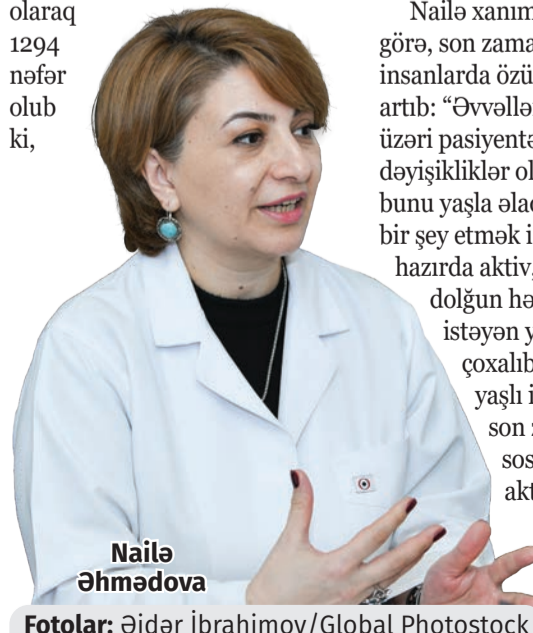 olaraq
1294
nəfər
olub
ki,
Nailə xanım
görə, son zama
insanlarda özü
artıb: “Əvvəllə
üzəri pasiyentə
dəyişikliklər ol
bunu yaşla əlaq
bir şey etmək i
hazırda aktiv,
dolğun hə
istəyən y
çoxalıb
yaşlı i
son z
sos
akt
Nailə
Əhmədova
Fotolar: Əjdər İbrahimov/Global Photostock